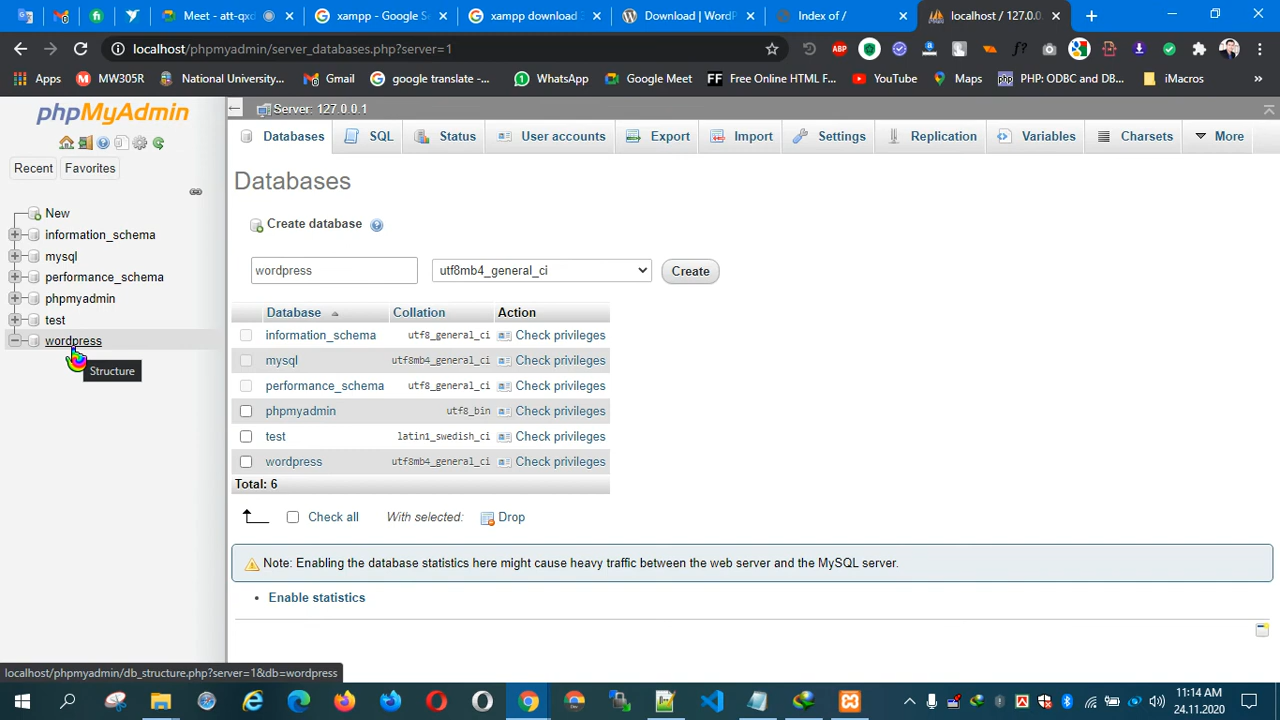 Meet - att-qxd
xampp - Google Se
xampp download 3
Download | WordP
Index of /
localhost / 127.0.0.
localhost/phpmyadmin/server_databases.php?server=1
ABP
f?
Apps
MW305R
National University...
Gmail
google translate -...
WhatsApp
Google Meet
FF
Free Online HTML F...
YouTube
Maps
php
PHP: ODBC and DB...
iMacros
»
phpMyAdmin
Recent
Favorites
New
information_schema
mysql
performance_schema
phpmyadmin
test
wordpress
Structure
Server: 127.0.0.1
Databases
SQL
Status
User accounts
Export
Import
Settings
Replication
Variables
Charsets
More
Databases
Create database
wordpress
utf8mb4_general_ci
Create
Database
Collation
Action
information_schema utf8_general_ci Check privileges
mysql utf8mb4_general_ci Check privileges
performance_schema utf8_general_ci Check privileges
phpmyadmin utf8_bin Check privileges
test latin1_swedish_ci Check privileges
wordpress utf8mb4_general_ci Check privileges
Total: 6
Check all
With selected:
Drop
Note: Enabling the database statistics here might cause heavy traffic between the web server and the MySQL server.
Enable statistics
localhost/phpmyadmin/db_structure.php?server=1&db=wordpress
11:14 AM
24.11.2020